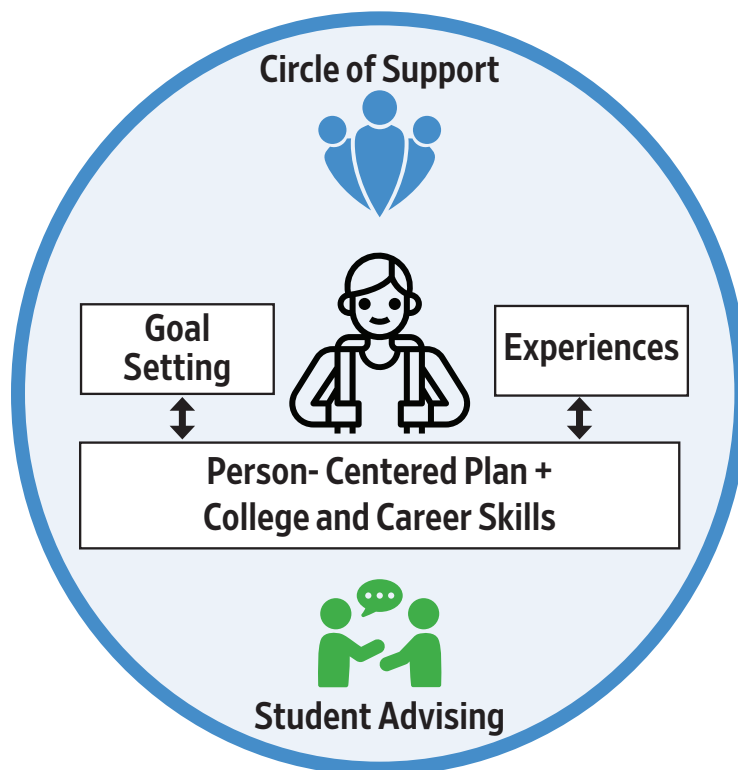 Circle of Support
Goal
Setting
Experiences
Person- Centered Plan +
College and Career Skills
Student Advising